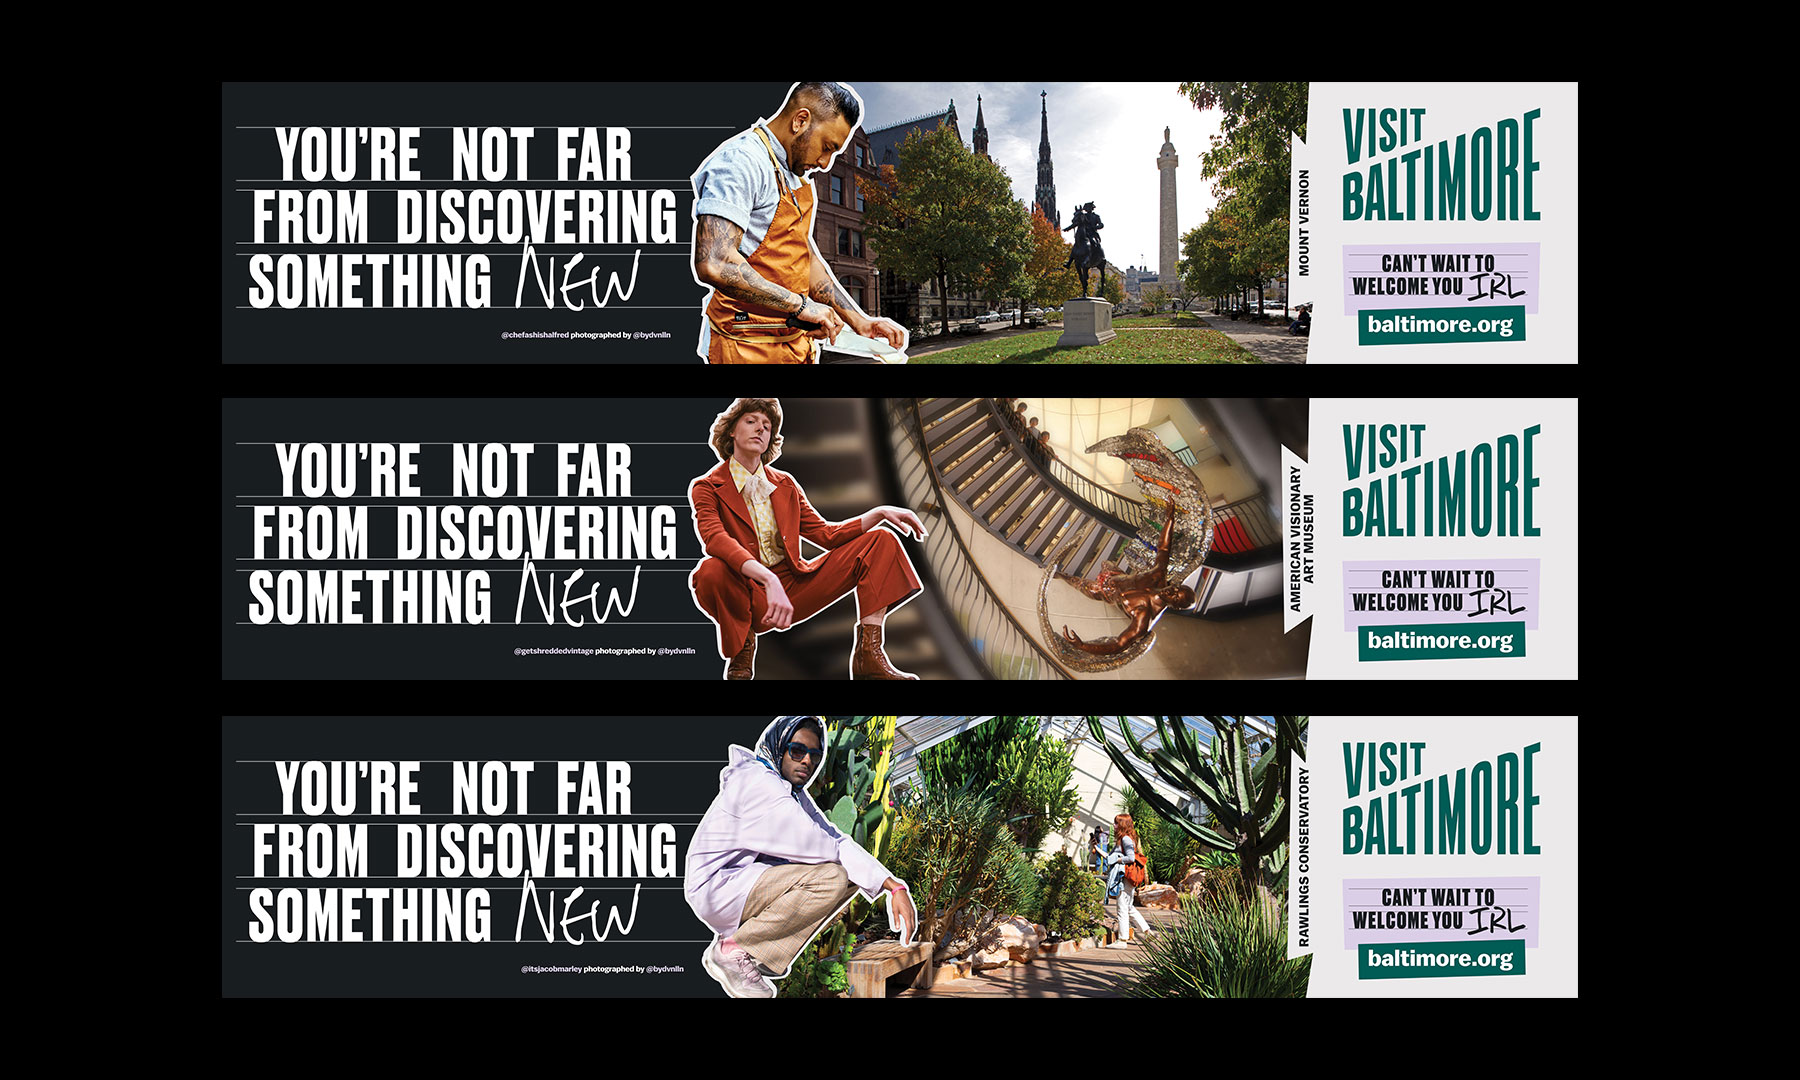 YOU'RE NOT FAR
FROM DISCOVERING
SOMETHING NEW
@chefashishalfred photographed by @bydvnlln
MOUNT VERNON
VISIT
BALTIMORE
CAN'T WAIT TO
WELCOME YOU IRL
baltimore.org
YOU'RE NOT FAR
FROM DISCOVERING
SOMETHING NEW
@getshreddedvintage photographed by @bydvnlln
AMERICAN VISIONARY
ART MUSEUM
VISIT
BALTIMORE
CAN'T WAIT TO
WELCOME YOU IRL
baltimore.org
YOU'RE NOT FAR
FROM DISCOVERING
SOMETHING NEW
@itsjacobmarley photographed by @bydvnlln
RAWLINGS CONSERVATORY
VISIT
BALTIMORE
CAN'T WAIT TO
WELCOME YOU IRL
baltimore.org